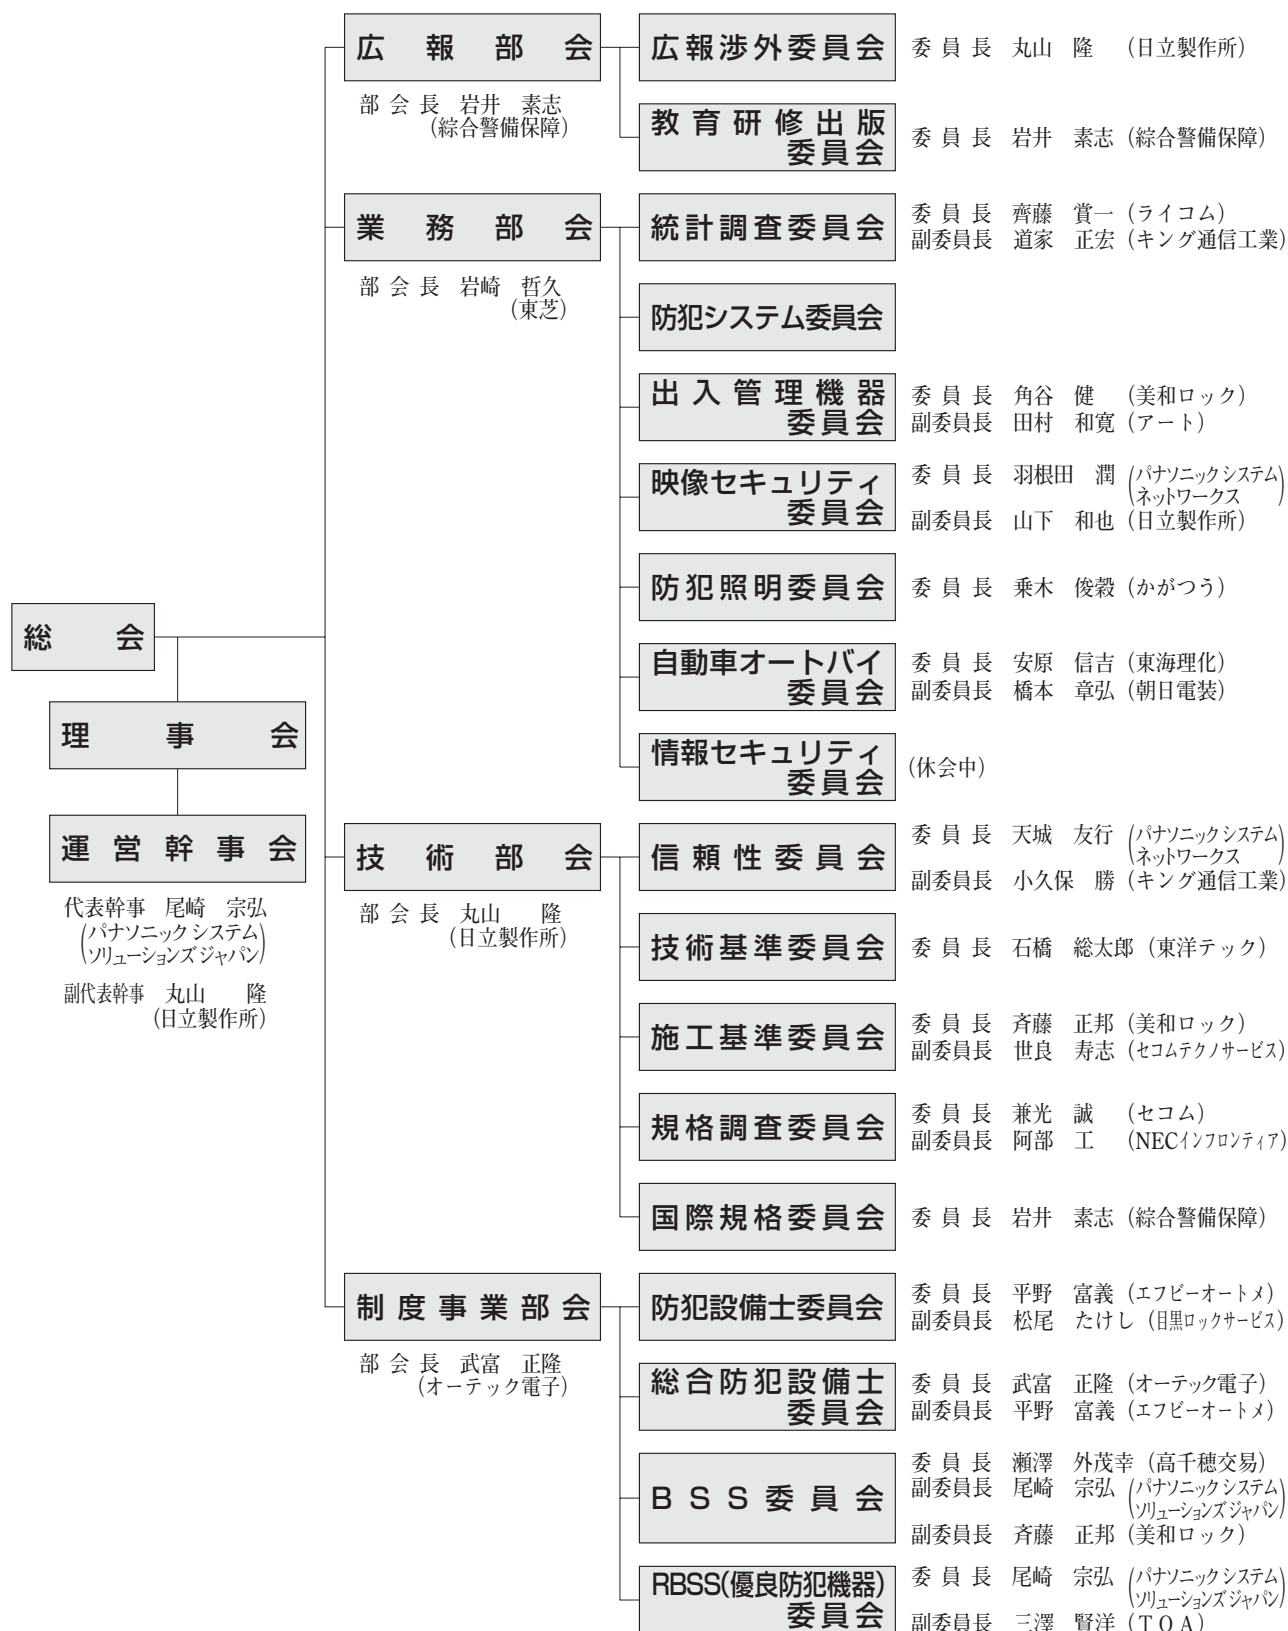 広報部会
部会長 岩井 素志
(綜合警備保障)
広報渉外委員会
委員長 丸山 隆 (日立製作所)
教育研修出版
委員会
委員長 岩井 素志 (綜合警備保障)
業務部会
部会長 岩崎 哲久
(東芝)
統計調査委員会
委員長 齊藤 賞一 (ライコム)
副委員長 道家 正宏 (キング通信工業)
防犯システム委員会
出入管理機器
委員会
委員長 角谷 健 (美和ロック)
副委員長 田村 和寛 (アート)
映像セキュリティ
委員会
委員長 羽根田 潤 (パナソニックシステム
ネットワークス)
副委員長 山下 和也 (日立製作所)
防犯照明委員会
委員長 乗木 俊毅 (かがつう)
自動車オートバイ
委員会
委員長 安原 信吉 (東海理化)
副委員長 橋本 章弘 (朝日電装)
情報セキュリティ
委員会
(休会中)
総会
理事会
運営幹事会
代表幹事 尾崎 宗弘
(パナソニックシステム
ソリューションズジャパン)
副代表幹事 丸山 隆
(日立製作所)
技術部会
部会長 丸山 隆
(日立製作所)
信頼性委員会
委員長 天城 友行 (パナソニックシステム
ネットワークス)
副委員長 小久保 勝 (キング通信工業)
技術基準委員会
委員長 石橋 総太郎 (東洋テック)
施工基準委員会
委員長 斉藤 正邦 (美和ロック)
副委員長 世良 寿志 (セコムテクノサービス)
規格調査委員会
委員長 兼光 誠 (セコム)
副委員長 阿部 工 (NECインフロンティア)
国際規格委員会
委員長 岩井 素志 (綜合警備保障)
制度事業部会
部会長 武富 正隆
(オーテック電子)
防犯設備士委員会
委員長 平野 富義 (エフビーオートメ)
副委員長 松尾 たけし (目黒ロックサービス)
総合防犯設備士
委員会
委員長 武富 正隆 (オーテック電子)
副委員長 平野 富義 (エフビーオートメ)
BSS委員会
委員長 瀬澤 外茂幸 (高千穂交易)
副委員長 尾崎 宗弘 (パナソニックシステム
ソリューションズジャパン)
副委員長 斉藤 正邦 (美和ロック)
RBSS(優良防犯機器)
委員会
委員長 尾崎 宗弘 (パナソニックシステム
ソリューションズジャパン)
副委員長 三澤 賢洋 (TOA)